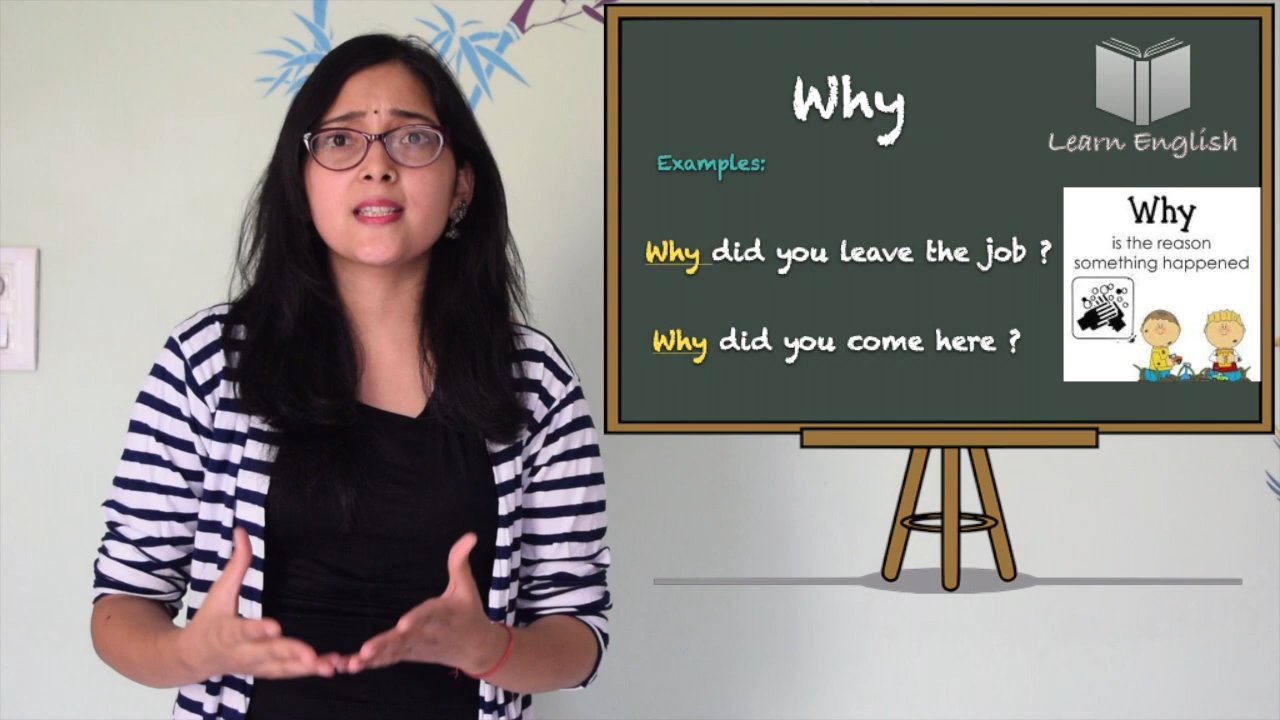 Why
Learn English
Examples:
Why
is the reason
something happened
Why did you leave the job ?
Why did you come here ?